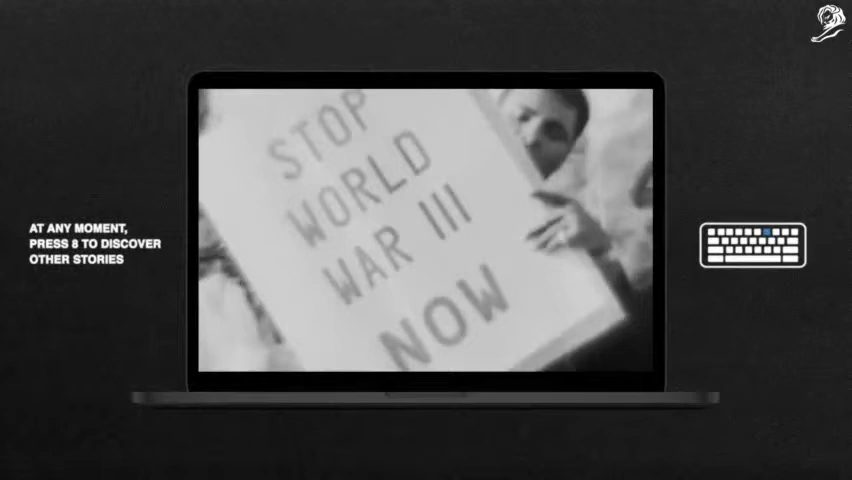 AT ANY MOMENT,
PRESS 8 TO DISCOVER
OTHER STORIES
STOP
WORLD
WAR III
NOW